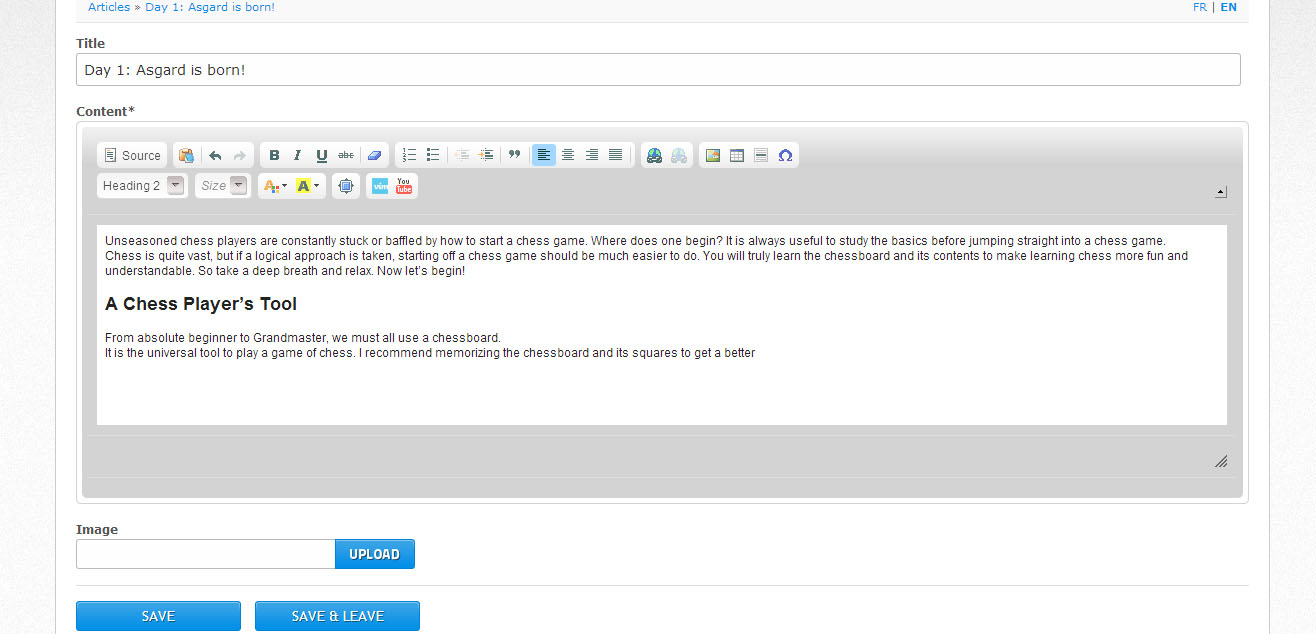 Articles » Day 1: Asgard is born!
FR | EN
Title
Day 1: Asgard is born!
Content*
Source B I U abc
Heading 2 Size A A vim You Tube
Unseasoned chess players are constantly stuck or baffled by how to start a chess game. Where does one begin? It is always useful to study the basics before jumping straight into a chess game.
Chess is quite vast, but if a logical approach is taken, starting off a chess game should be much easier to do. You will truly learn the chessboard and its contents to make learning chess more fun and
understandable. So take a deep breath and relax. Now let’s begin!
A Chess Player’s Tool
From absolute beginner to Grandmaster, we must all use a chessboard.
It is the universal tool to play a game of chess. I recommend memorizing the chessboard and its squares to get a better
Image
UPLOAD
SAVE
SAVE & LEAVE